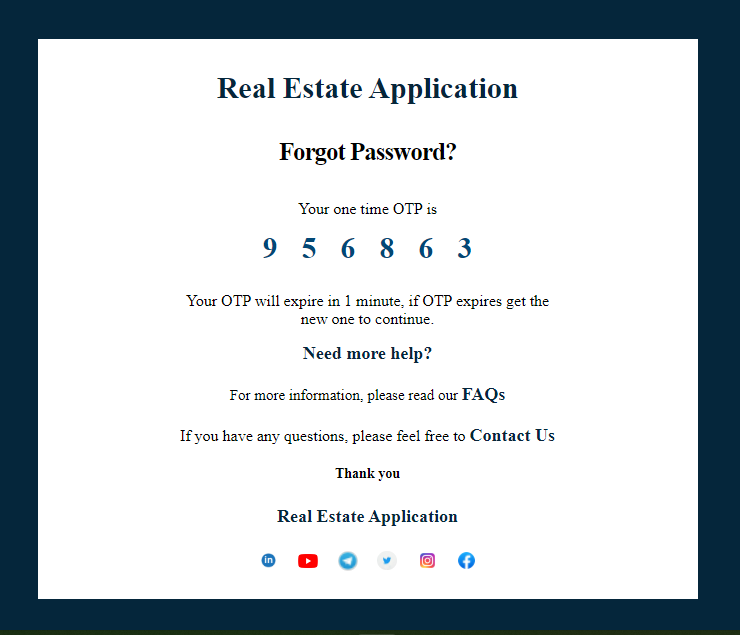 Real Estate Application
Forgot Password?
Your one time OTP is
9 5 6 8 6 3
Your OTP will expire in 1 minute, if OTP expires get the
new one to continue.
Need more help?
For more information, please read our FAQs
If you have any questions, please feel free to Contact Us
Thank you
Real Estate Application
in